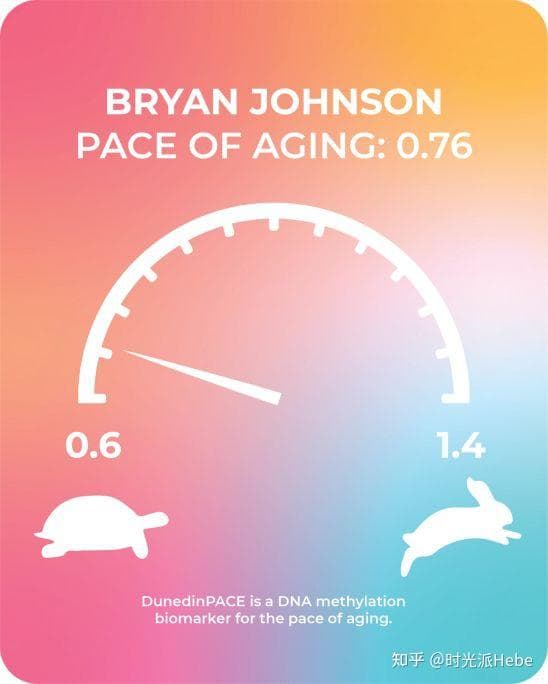 BRYAN JOHNSON
PACE OF AGING: 0.76
0.6
1.4
DunedinPACE is a DNA methylation
biomarker for the pace of aging.
知乎 @时光派Hebe